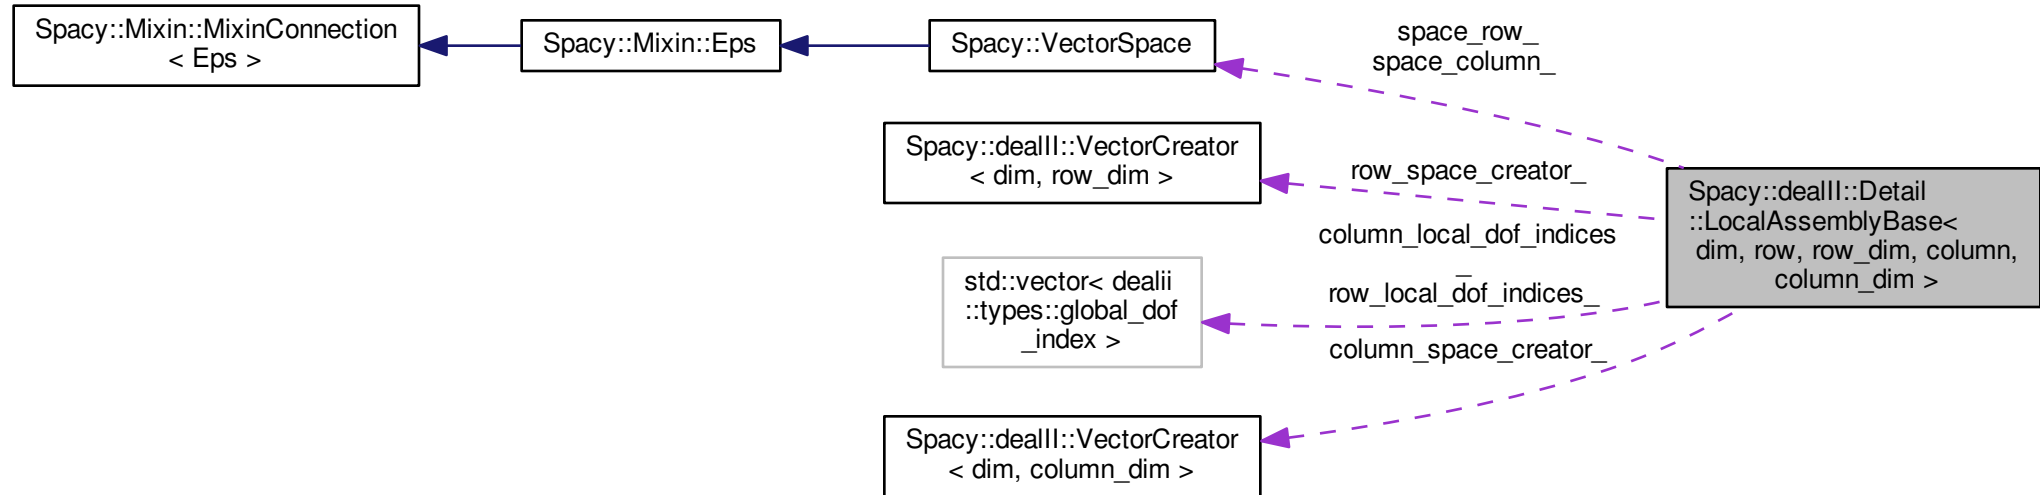 Spacy::Mixin::MixinConnection
< Eps >
Spacy::Mixin::Eps
Spacy::VectorSpace
space_row_
space_column_
Spacy::dealII::VectorCreator
< dim, row_dim >
row_space_creator_
Spacy::dealII::Detail
::LocalAssemblyBase<
dim, row, row_dim, column,
column_dim >
column_local_dof_indices
_
row_local_dof_indices_
std::vector< dealii
::types::global_dof
_index >
column_space_creator_
Spacy::dealII::VectorCreator
< dim, column_dim >